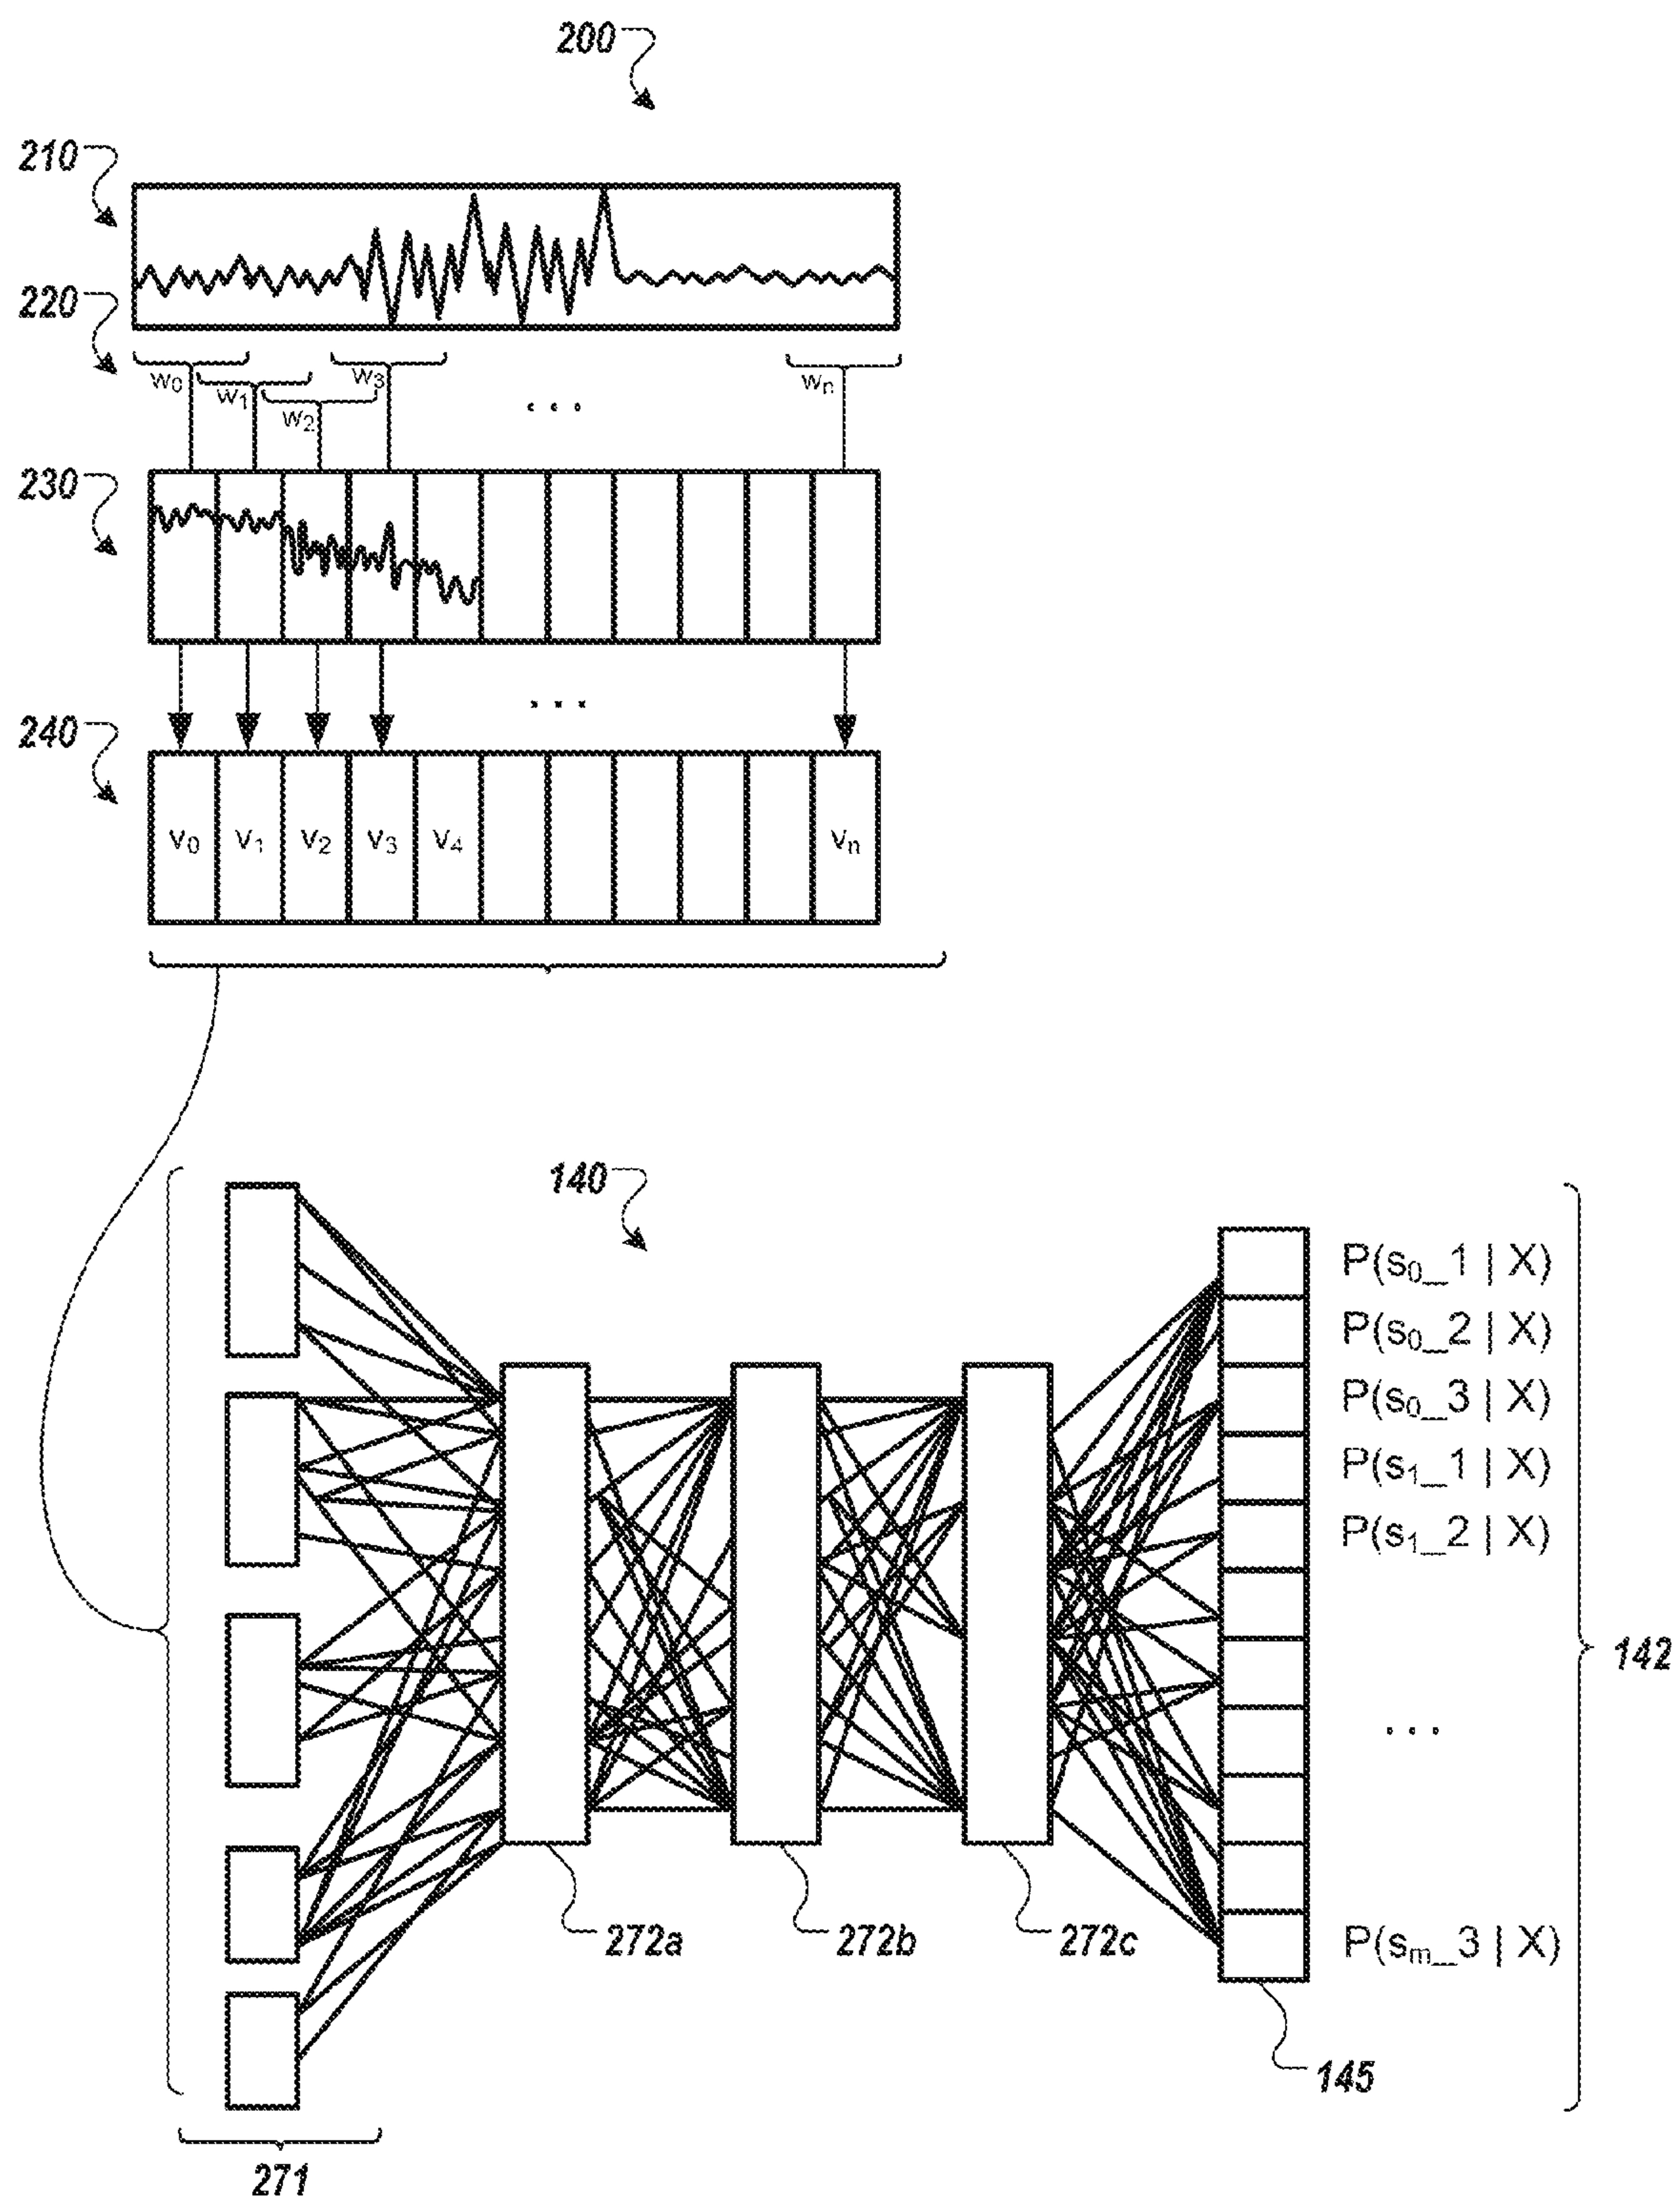 200
210
220
w₀
w₁
w₂
w₃
. . .
wₙ
230
. . .
240
v₀ v₁ v₂ v₃ v₄ vₙ
140
P(s₀_1 | X)
P(s₀_2 | X)
P(s₀_3 | X)
P(s₁_1 | X)
P(s₁_2 | X)
142
. . .
272a 272b 272c
P(sₘ_3 | X)
145
271